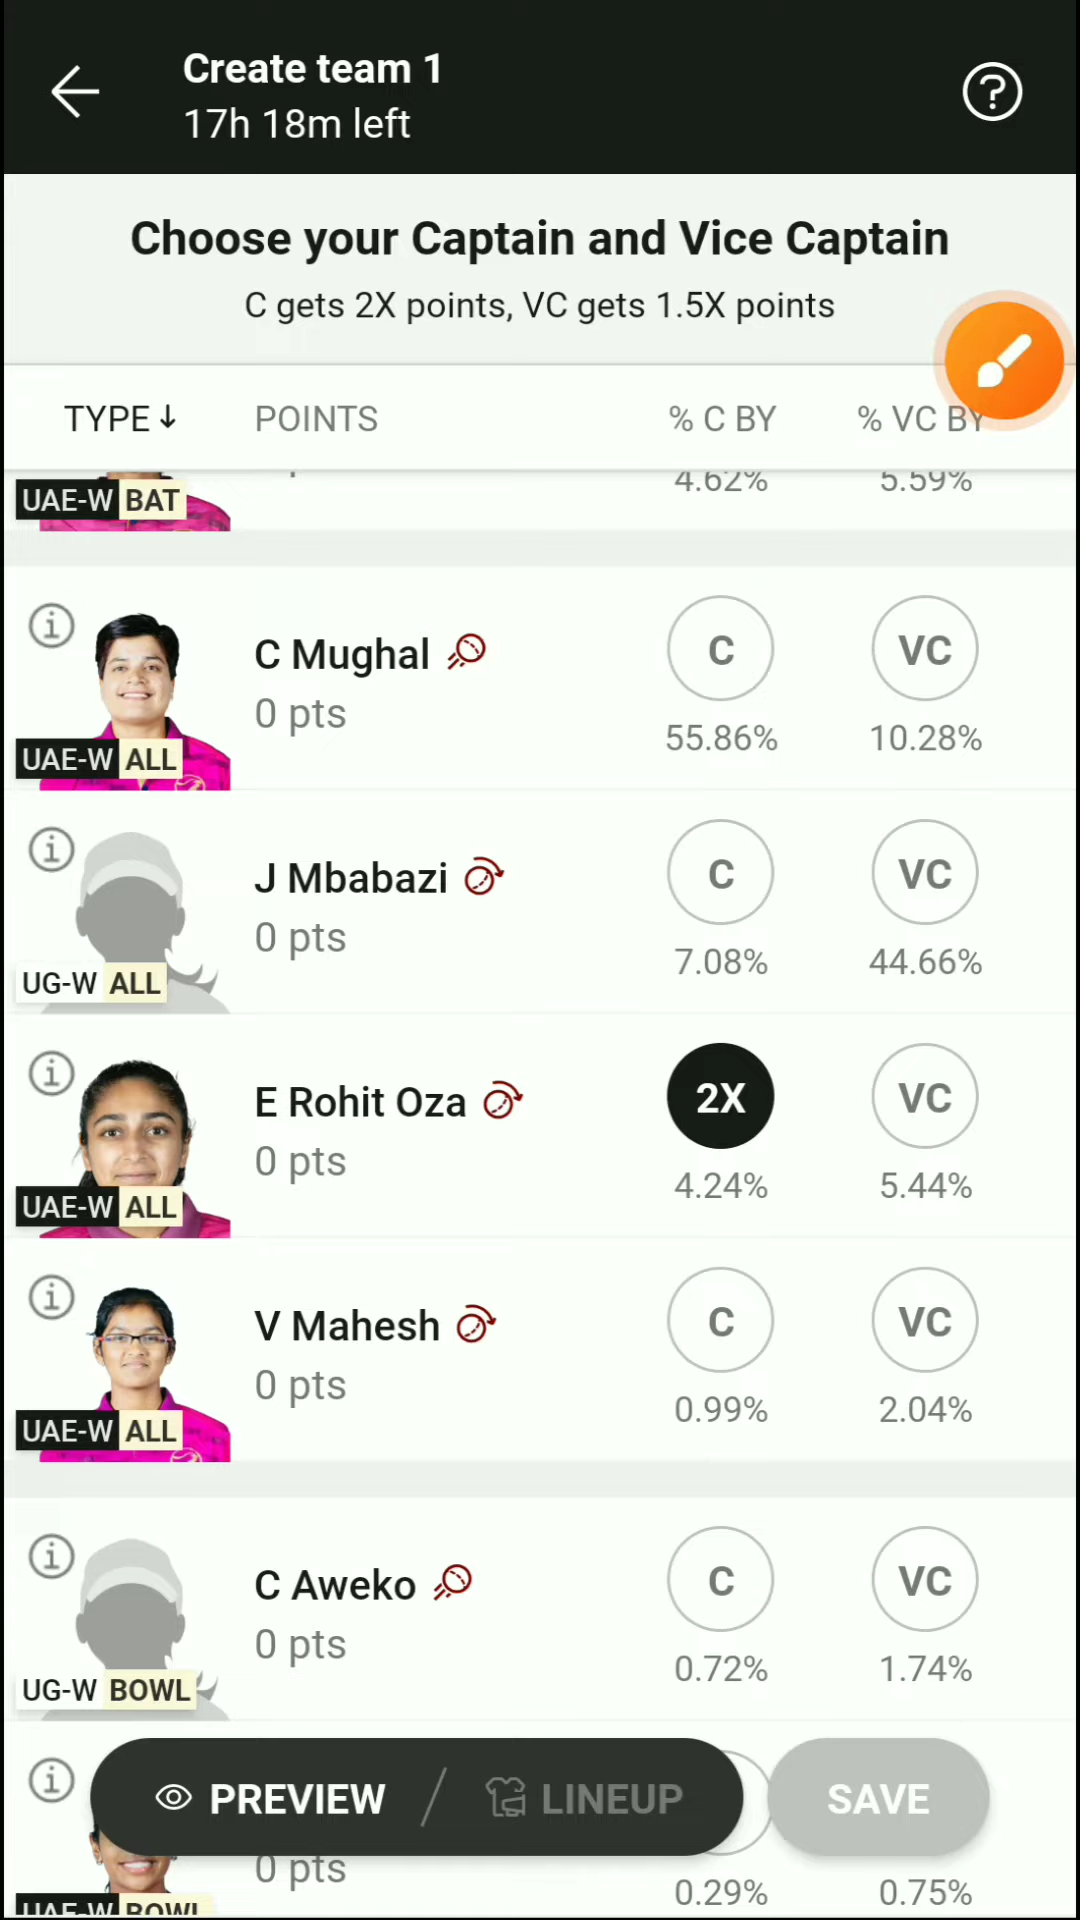 Create team 1
17h 18m left
Choose your Captain and Vice Captain
C gets 2X points, VC gets 1.5X points
TYPE↓ POINTS % C BY % VC BY
UAE-W BAT 4.62% 5.59%
C Mughal C VC
0 pts
UAE-W ALL 55.86% 10.28%
J Mbabazi C VC
0 pts 7.08% 44.66%
UG-W ALL
E Rohit Oza 2X VC
0 pts 4.24% 5.44%
UAE-W ALL
V Mahesh C VC
0 pts 0.99% 2.04%
UAE-W ALL
C Aweko C VC
0 pts 0.72% 1.74%
UG-W BOWL
PREVIEW / LINEUP SAVE
0 pts 0.29% 0.75%
UAE-W BOWL